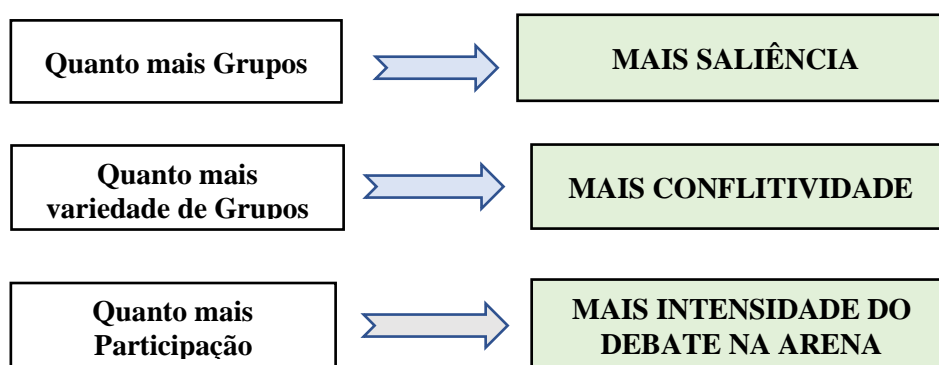 Quanto mais Grupos
MAIS SALIÊNCIA
Quanto mais
variedade de Grupos
MAIS CONFLITIVIDADE
Quanto mais
Participação
MAIS INTENSIDADE DO
DEBATE NA ARENA